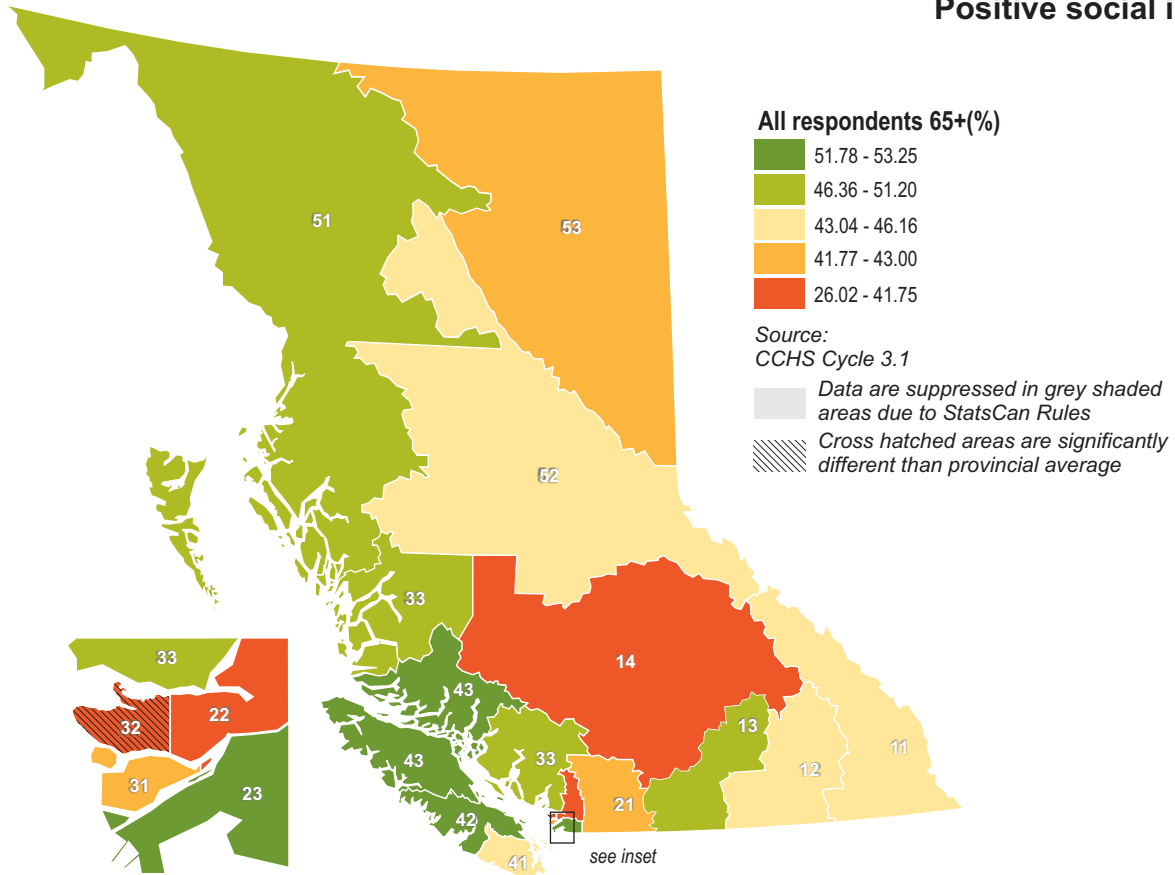 Positive social i
All respondents 65+(%)
51.78 - 53.25
46.36 - 51.20
43.04 - 46.16
41.77 - 43.00
26.02 - 41.75
Source:
CCHS Cycle 3.1
Data are suppressed in grey shaded
areas due to StatsCan Rules
Cross hatched areas are significantly
different than provincial average
51
53
52
33
14
43
13
11
43
33
12
21
42
41
see inset
33
32
22
31
23